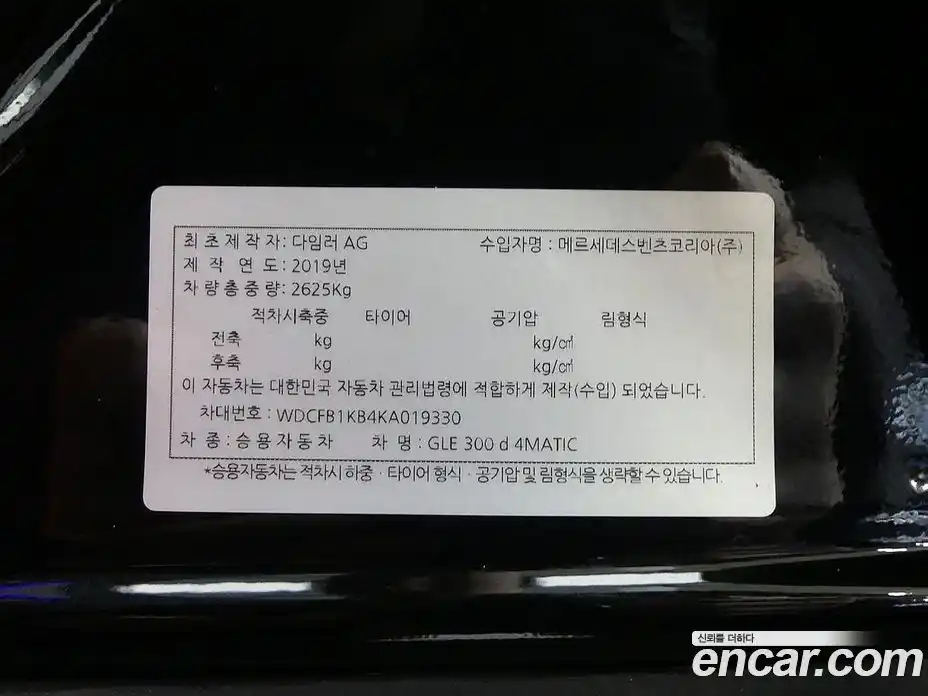 최초제작자: 다임러 AG 수입자명 : 메르세데스벤츠코리아(주)
제 작 연 도: 2019년
차량총중량: 2625Kg
적차시축중 타이어 공기압 림형식
전축 kg kg/㎠
후축 kg kg/㎠
이 자동차는 대한민국 자동차 관리법령에 적합하게 제작(수입) 되었습니다.
차대번호 : WDCFB1KB4KA019330
차 종 : 승용자동차 차 명 : GLE 300 d 4MATIC
*승용자동차는 적차시 하중 · 타이어 형식 · 공기압 및 림형식을 생략할 수 있습니다.
신뢰를 더하다
encar.com